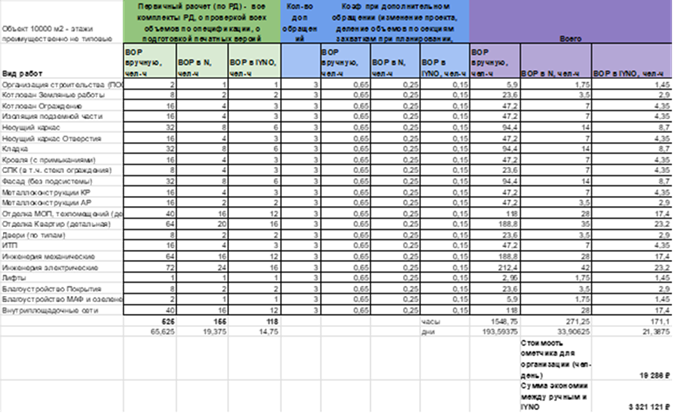 Объект 10000 м2 - этажи преимущественно не типовые
Первичный расчет (по РД) - все комплекты РД, с проверкой всех объемов по спецификации, с подготовкой печатных версий
Кол-во доп обращений
Коэф при дополнительном обращении (изменение проекта, деление объемов по секциям захваткам при планировании,
Всего
Вид работ
ВОР вручную, чел-ч
ВОР в N, чел-ч
ВОР в IYNO, чел-ч
ВОР вручную, чел-ч
ВОР в N, чел-ч
ВОР в IYNO, чел-ч
ВОР вручную, чел-ч
ВОР в N, чел-ч
ВОР в IYNO, чел-ч
Организация строительства (ПОС 2 1 1 3 0,65 0,25 0,15 5,9 1,75 1,45
Котлован Земляные работы 8 2 2 3 0,65 0,25 0,15 23,6 3,5 2,9
Котлован Ограждение 16 4 3 3 0,65 0,25 0,15 47,2 7 4,35
Изоляция подземной части 16 4 3 3 0,65 0,25 0,15 47,2 7 4,35
Несущий каркас 32 8 6 3 0,65 0,25 0,15 94,4 14 8,7
Несущий каркас Отверстия 16 4 3 3 0,65 0,25 0,15 47,2 7 4,35
Кладка 32 8 6 3 0,65 0,25 0,15 94,4 14 8,7
Кровля (с примыканиями) 16 4 3 3 0,65 0,25 0,15 47,2 7 4,35
СПК (в т.ч. стекл ограждения) 8 4 3 3 0,65 0,25 0,15 23,6 7 4,35
Фасад (без подсистемы) 32 8 6 3 0,65 0,25 0,15 94,4 14 8,7
Металлоконструкции КР 16 4 3 3 0,65 0,25 0,15 47,2 7 4,35
Металлоконструкции АР 16 2 2 3 0,65 0,25 0,15 47,2 3,5 2,9
Отделка МОП, техпомещений (де 40 16 12 3 0,65 0,25 0,15 118 28 17,4
Отделка Квартир (детальная) 64 20 16 3 0,65 0,25 0,15 188,8 35 23,2
Двери (по типам) 8 2 2 3 0,65 0,25 0,15 23,6 3,5 2,9
ИТП 16 4 3 3 0,65 0,25 0,15 47,2 7 4,35
Инженерия механические 64 16 12 3 0,65 0,25 0,15 188,8 28 17,4
Инженерия электрические 72 24 16 3 0,65 0,25 0,15 212,4 42 23,2
Лифты 1 1 1 3 0,65 0,25 0,15 2,95 1,75 1,45
Благоустройство Покрытия 8 2 2 3 0,65 0,25 0,15 23,6 3,5 2,9
Благоустройство МАФ и озелене 2 1 1 3 0,65 0,25 0,15 5,9 1,75 1,45
Внутриплощадочные сети 40 16 12 3 0,65 0,25 0,15 118 28 17,4
525 155 118 часы 1548,75 271,25 171,1
65,625 19,375 14,75 дни 193,59375 33,90625 21,3875
Стоимость
сметчика для
организации (чел-
день) 19 286 ₽
Сумма экономии
между ручным и
IYNO 3 321 121 ₽